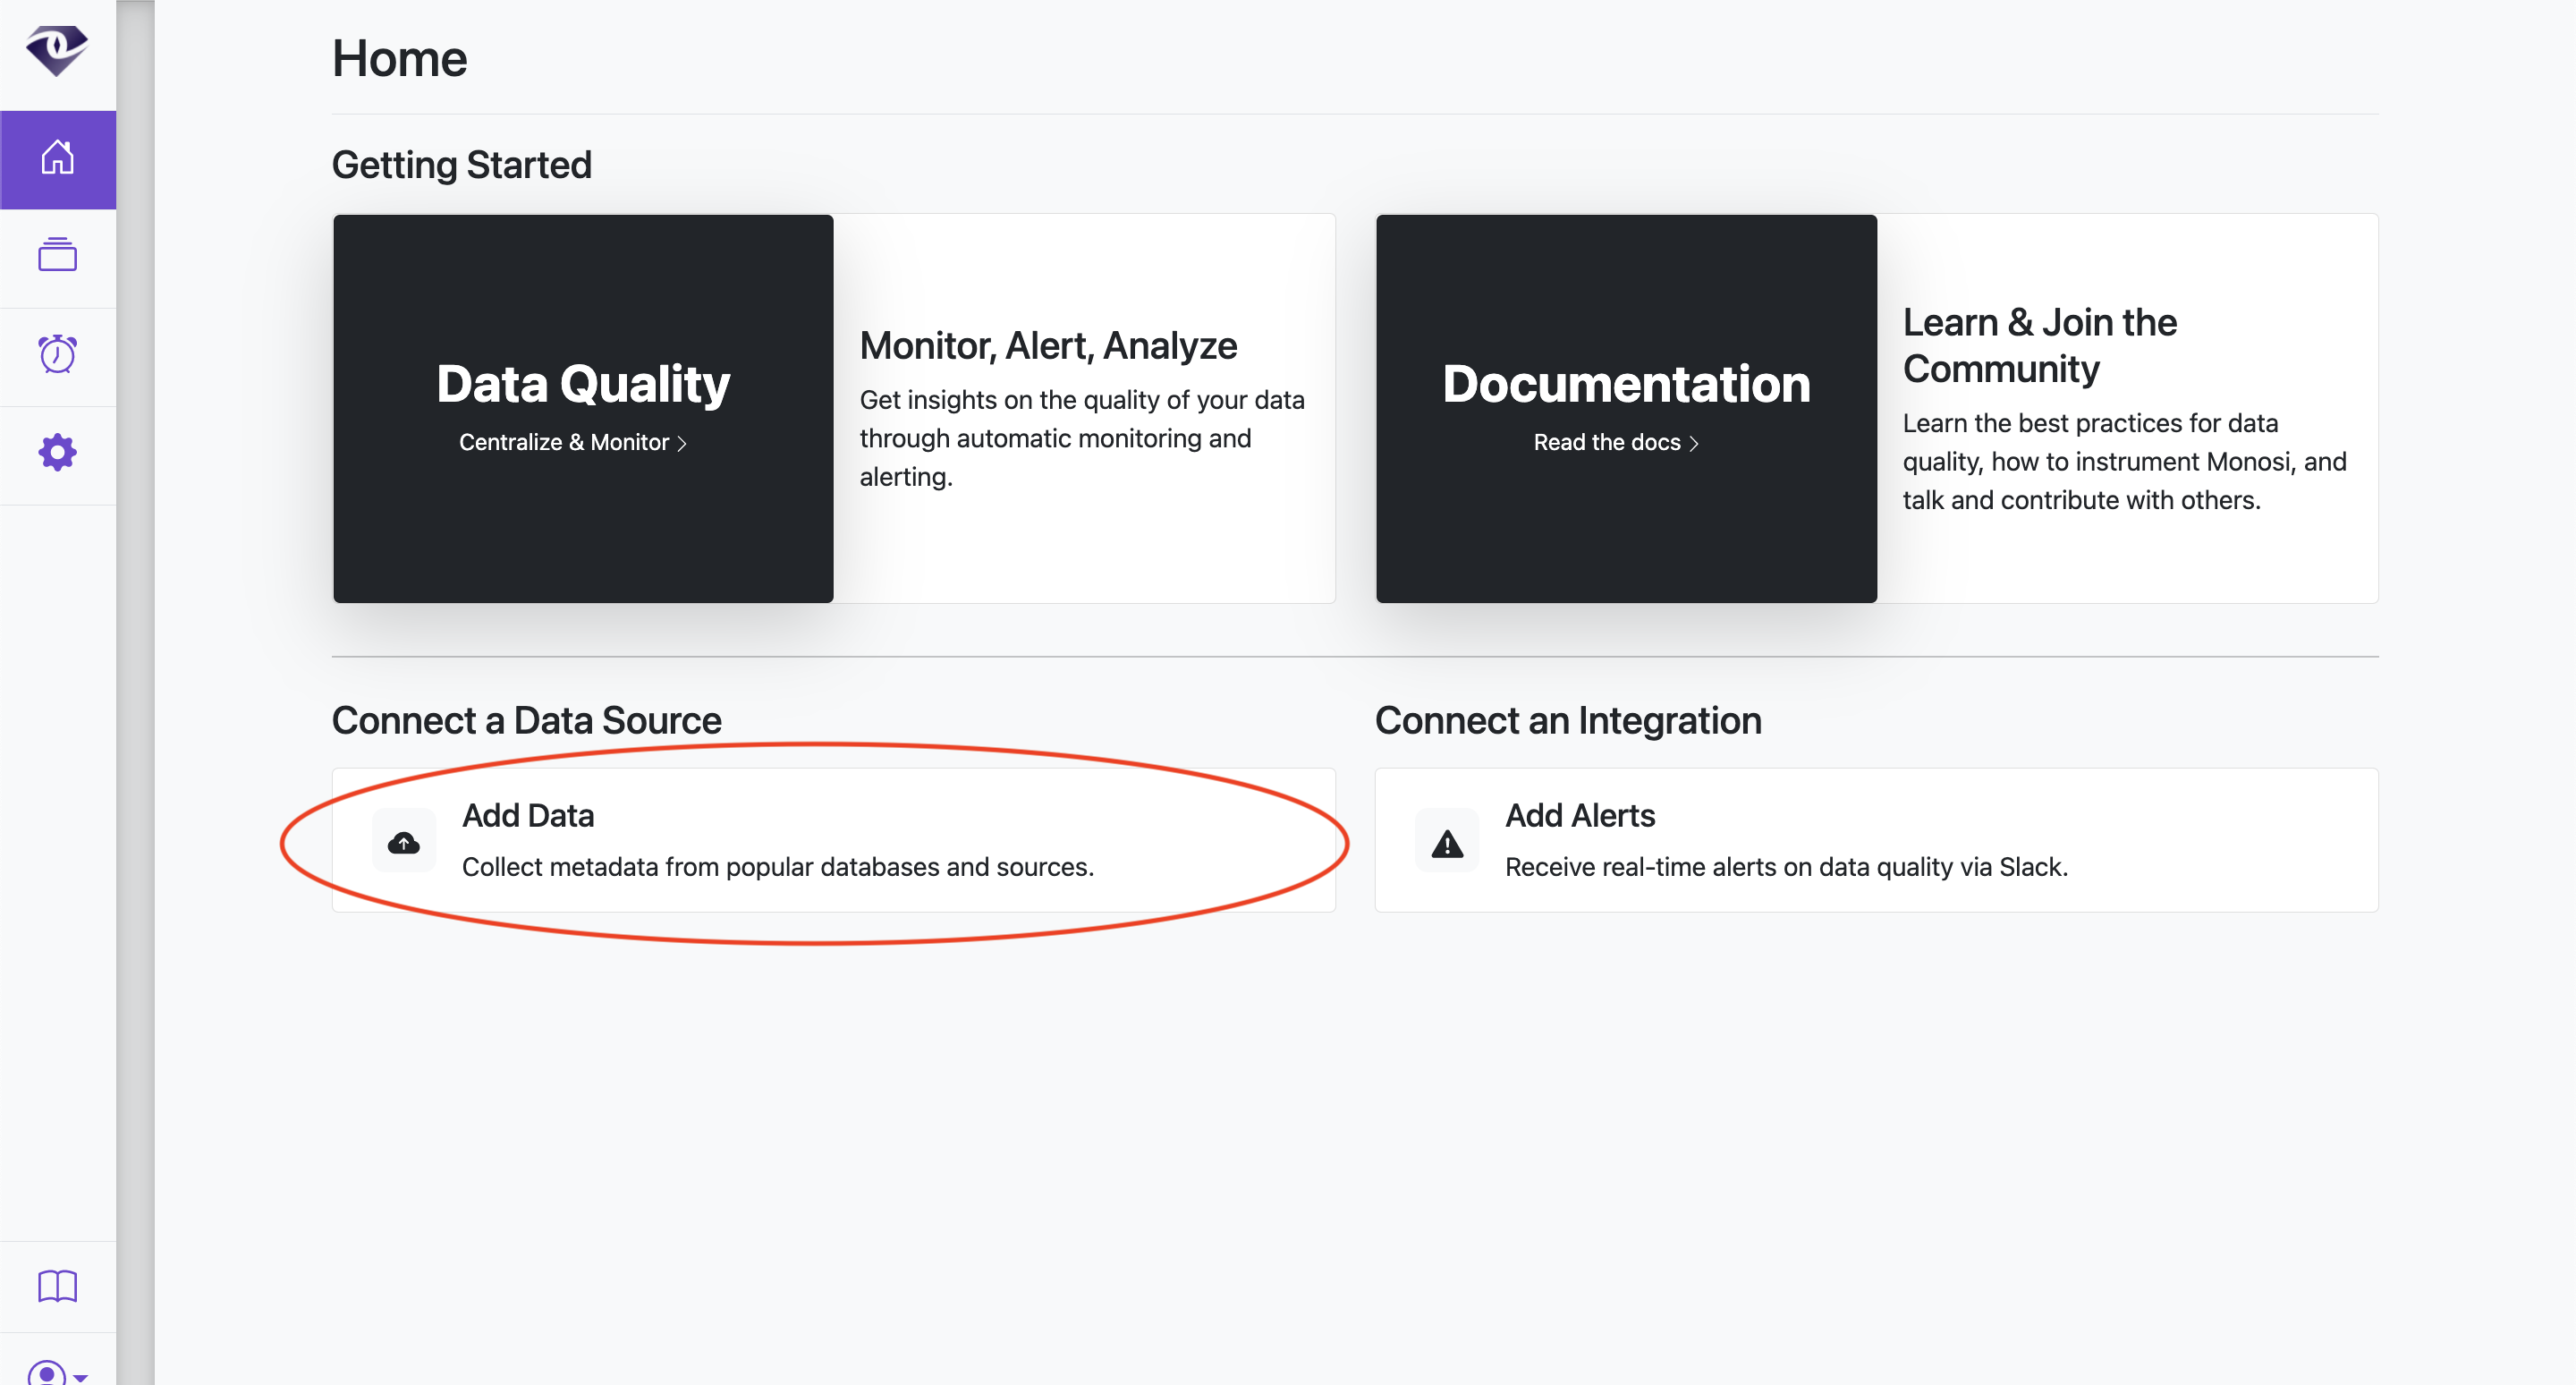 Home
Getting Started
Data Quality
Centralize & Monitor
Monitor, Alert, Analyze
Get insights on the quality of your data
through automatic monitoring and
alerting.
Documentation
Read the docs
Learn & Join the
Community
Learn the best practices for data
quality, how to instrument Monosi, and
talk and contribute with others.
Connect a Data Source
Add Data
Collect metadata from popular databases and sources.
Connect an Integration
Add Alerts
Receive real-time alerts on data quality via Slack.